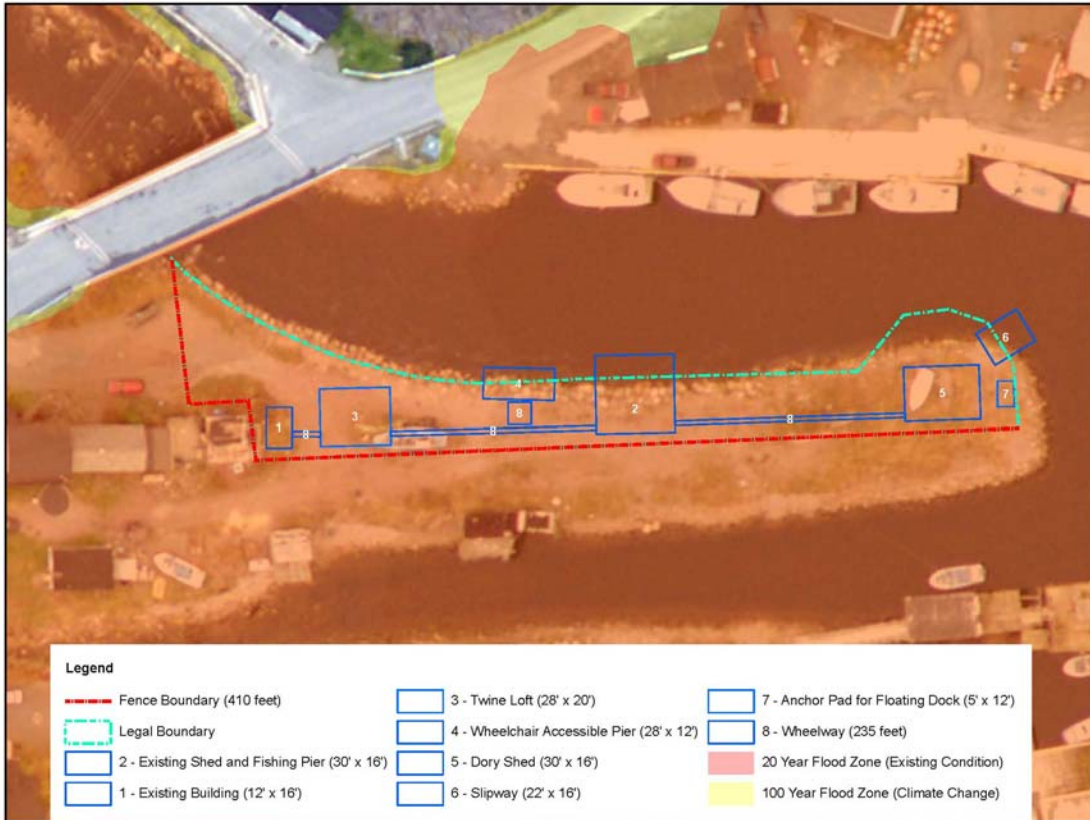 6
4
5
7
3
2
8
8
1
8
8
Legend
Fence Boundary (410 feet)
Legal Boundary
2 - Existing Shed and Fishing Pier (30' x 16')
1 - Existing Building (12' x 16')
3 - Twine Loft (28' x 20')
4 - Wheelchair Accessible Pier (28' x 12')
5 - Dory Shed (30' x 16')
6 - Slipway (22' x 16')
7 - Anchor Pad for Floating Dock (5' x 12')
8 - Wheelway (235 feet)
20 Year Flood Zone (Existing Condition)
100 Year Flood Zone (Climate Change)